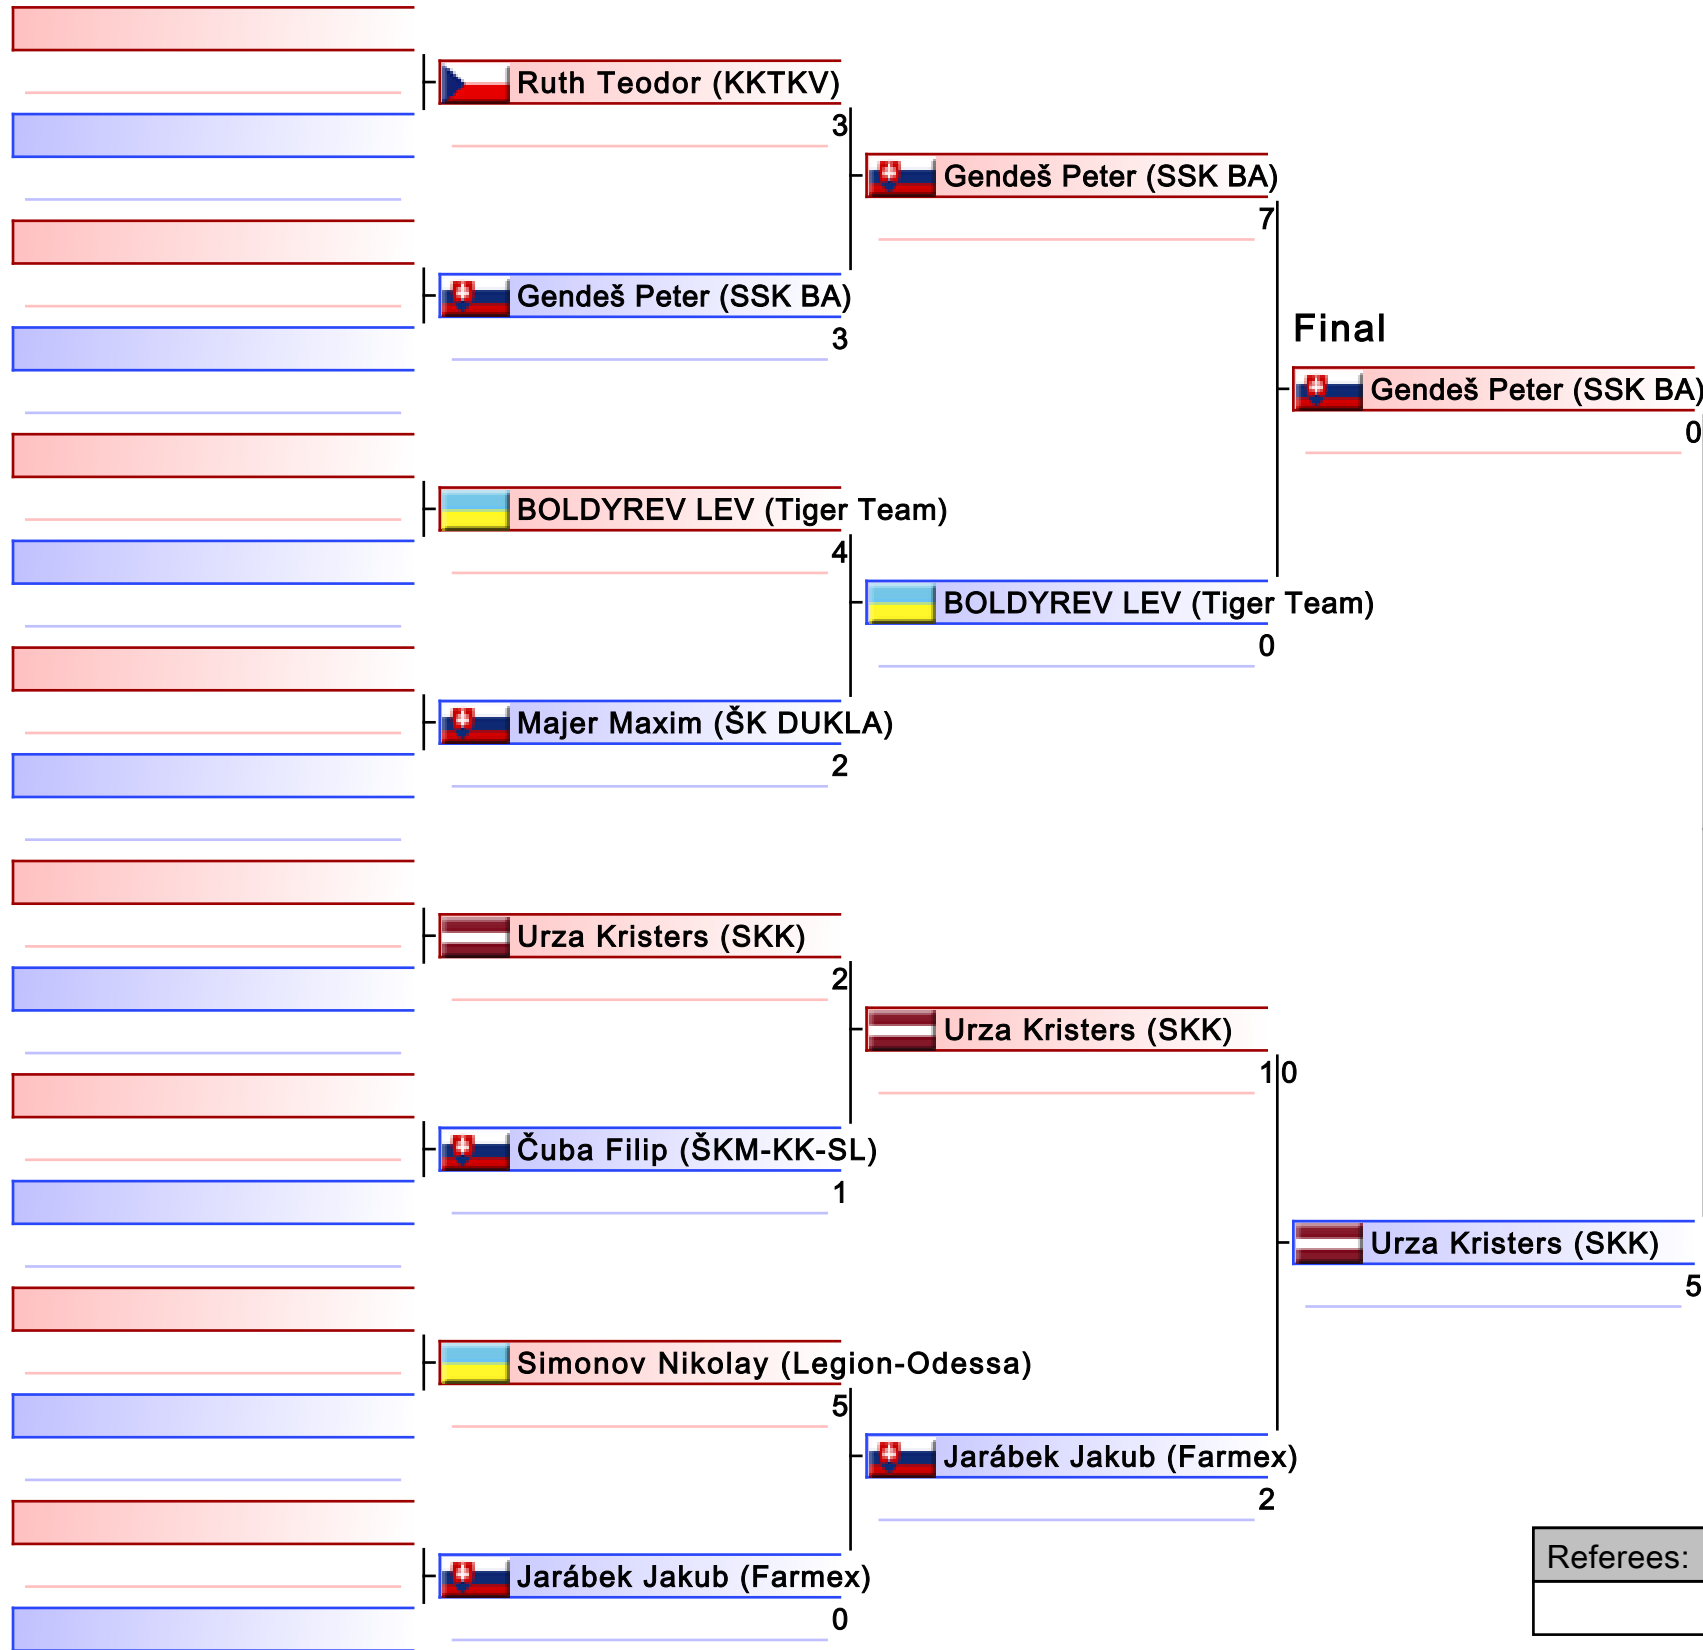 Ruth Teodor (KKTKV)
3
Gendeš Peter (SSK BA)
7
Gendeš Peter (SSK BA)
3
Final
Gendeš Peter (SSK BA)
0
BOLDYREV LEV (Tiger Team)
4
BOLDYREV LEV (Tiger Team)
0
Majer Maxim (ŠK DUKLA)
2
Urza Kristers (SKK)
2
Urza Kristers (SKK)
10
Čuba Filip (ŠKM-KK-SL)
1
Urza Kristers (SKK)
5
Simonov Nikolay (Legion-Odessa)
5
Jarábek Jakub (Farmex)
2
Referees:
Jarábek Jakub (Farmex)
0